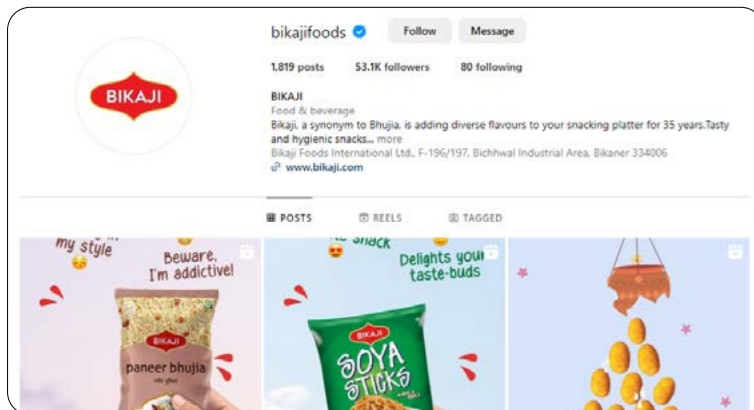 bikajifoods Follow Message
1,819 posts 53.1K followers 80 following
BIKAJI
BIKAJI
Food & beverage
Bikaji, a synonym to Bhujia, is adding diverse flavours to your snacking platter for 35 years.Tasty
and hygienic snacks... more
Bikaji Foods International Ltd., F-196/197, Bichhwal Industrial Area, Bikaner 334006
www.bikaji.com
POSTS REELS TAGGED
my style
Beware,
I'm addictive!
BIKAJI
paneer bhujia
snack
Delights your
taste-buds
BIKAJI
SOYA
STICKS